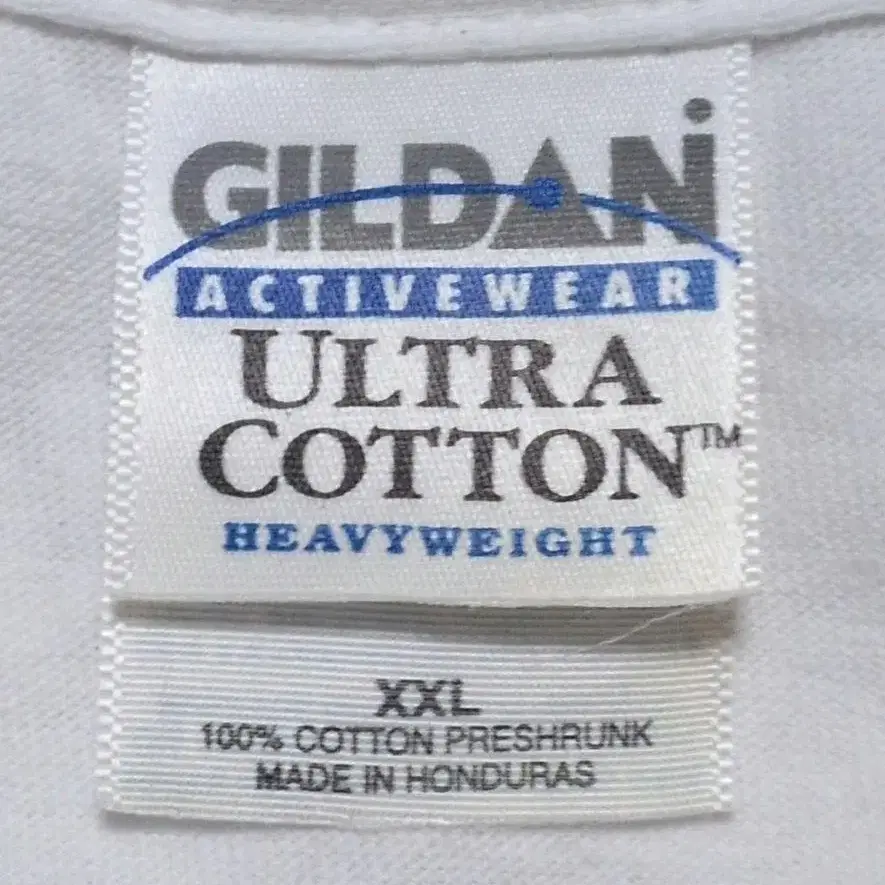 GILDAN
ACTIVEWEAR
ULTRA
COTTON™
HEAVYWEIGHT
XXL
100% COTTON PRESHRUNK
MADE IN HONDURAS